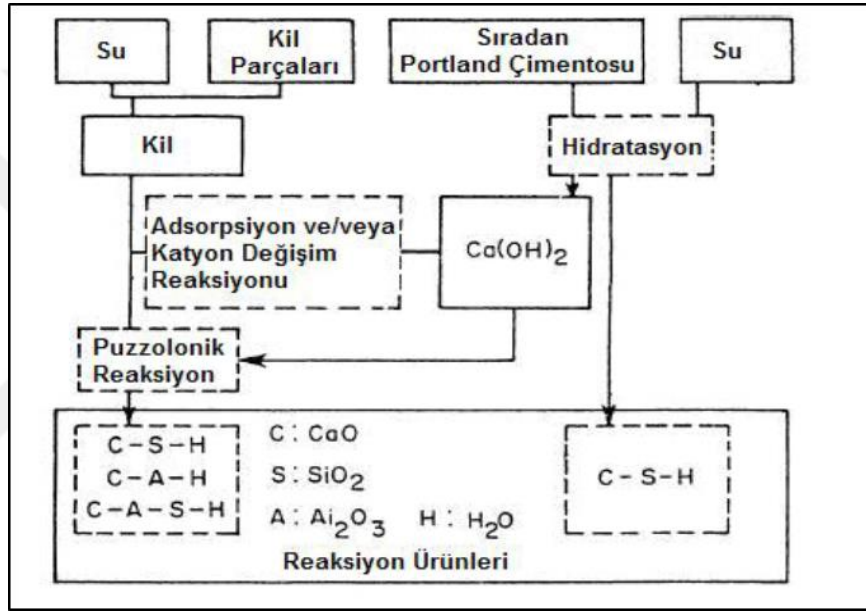 Su
Kil
Parçaları
Sıradan
Portland Çimentosu
Su
Kil
Hidratasyon
Adsorpsiyon ve/veya
Katyon Değişim
Reaksiyonu
Ca(OH)₂
Puzzolonik
Reaksiyon
C-S-H
C-A-H
C-A-S-H
C : CaO
S : SiO₂
A : Ai₂O₃ H : H₂O
C-S-H
Reaksiyon Ürünleri